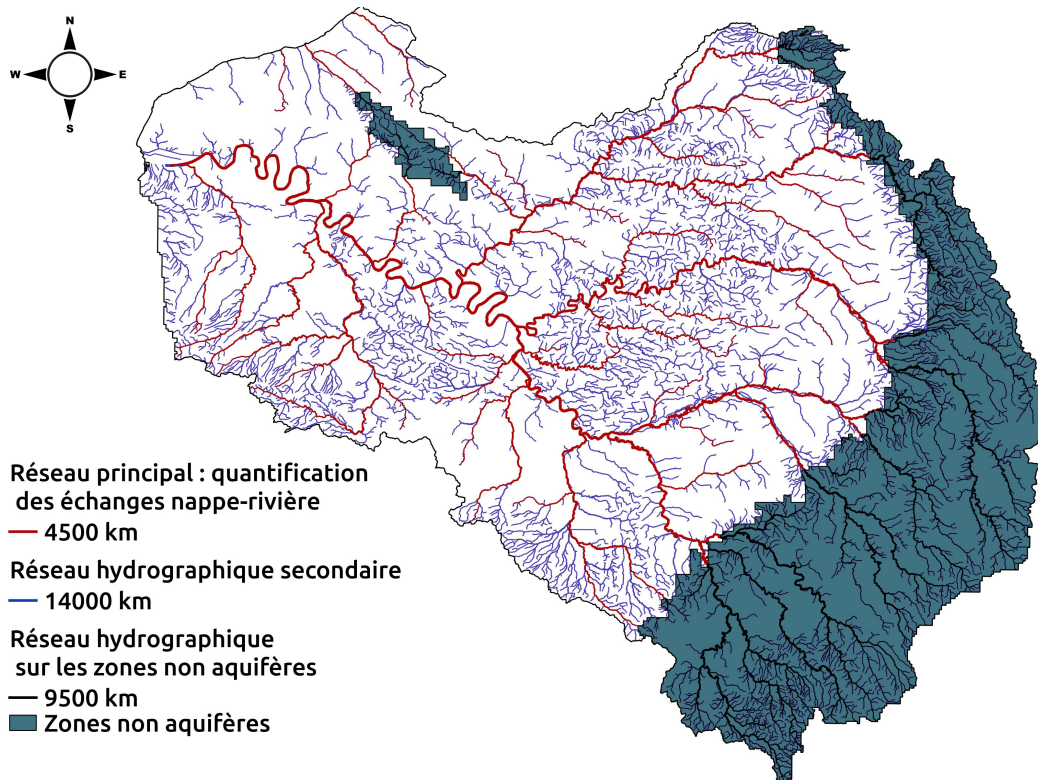 N
W E
S
Réseau principal : quantification
des échanges nappe-rivière
4500 km
Réseau hydrographique secondaire
14000 km
Réseau hydrographique
sur les zones non aquifères
9500 km
Zones non aquifères